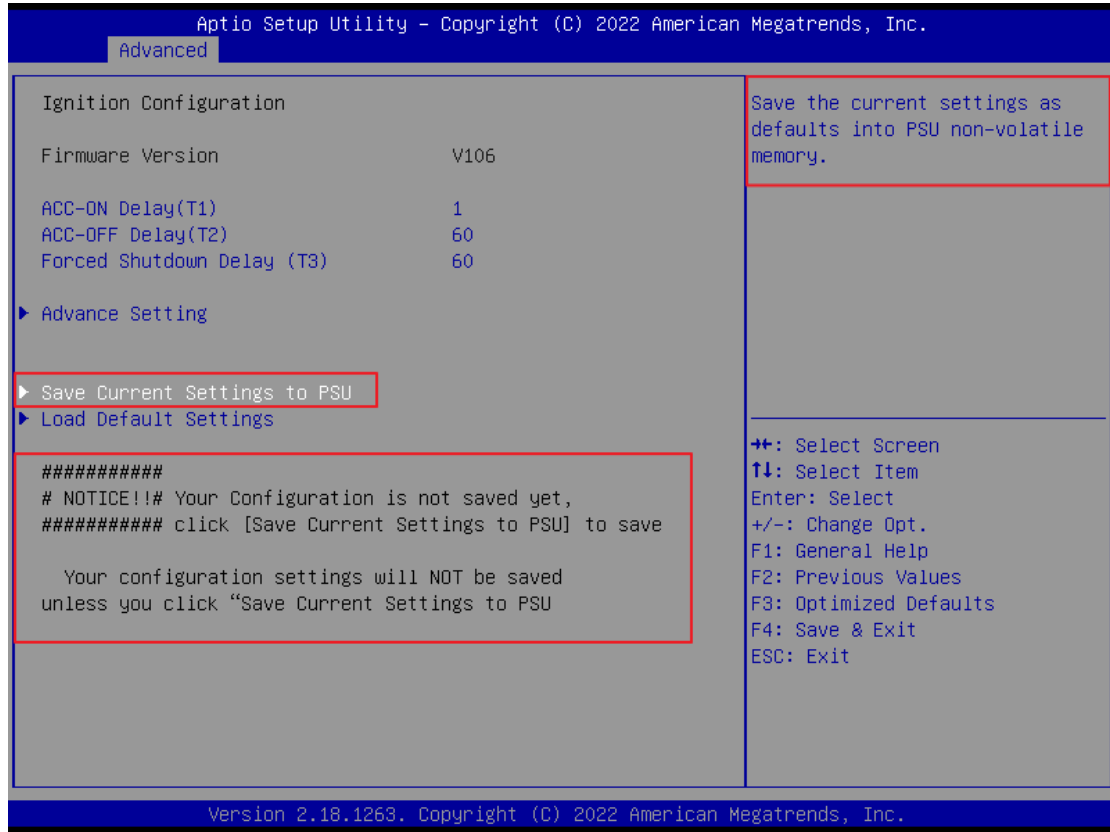 Aptio Setup Utility – Copyright (C) 2022 American Megatrends, Inc.
Advanced
Ignition Configuration
Firmware Version V106
ACC-ON Delay(T1) 1
ACC-OFF Delay(T2) 60
Forced Shutdown Delay (T3) 60
Advance Setting
Save Current Settings to PSU
Load Default Settings
###########
# NOTICE!!# Your Configuration is not saved yet,
########### click [Save Current Settings to PSU] to save
Your configuration settings will NOT be saved
unless you click “Save Current Settings to PSU
Save the current settings as
defaults into PSU non-volatile
memory.
→←: Select Screen
↑↓: Select Item
Enter: Select
+/-: Change Opt.
F1: General Help
F2: Previous Values
F3: Optimized Defaults
F4: Save & Exit
ESC: Exit
Version 2.18.1263. Copyright (C) 2022 American Megatrends, Inc.